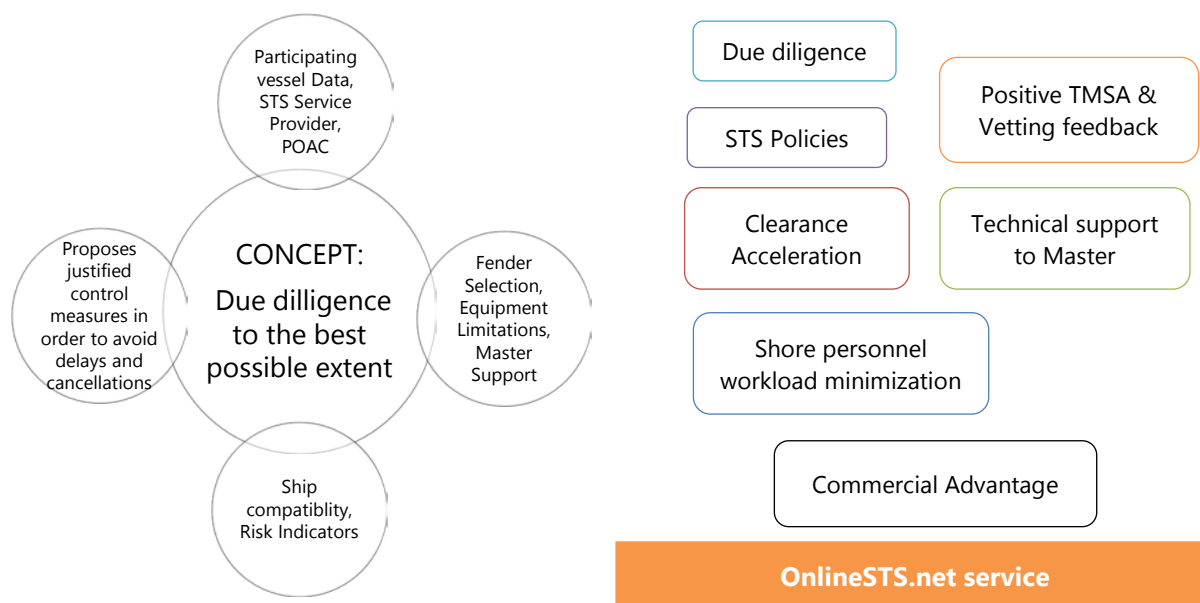 Participating
vessel Data,
STS Service
Provider,
POAC
CONCEPT:
Due dilligence
to the best
possible extent
Proposes
justified
control
measures in
order to avoid
delays and
cancellations
Fender
Selection,
Equipment
Limitations,
Master
Support
Ship
compatiblity,
Risk Indicators
Due diligence
Positive TMSA &
Vetting feedback
STS Policies
Clearance
Acceleration
Technical support
to Master
Shore personnel
workload minimization
Commercial Advantage
OnlineSTS.net service